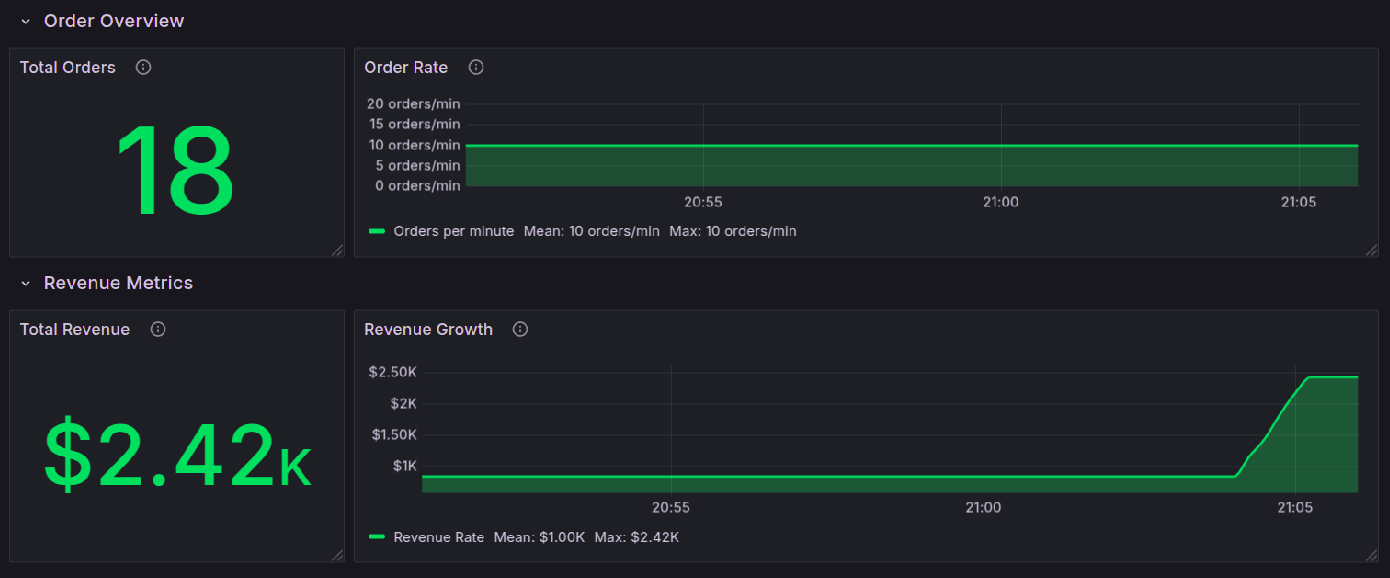 Order Overview
Total Orders
18
Order Rate
20 orders/min
15 orders/min
10 orders/min
5 orders/min
0 orders/min
20:55 21:00 21:05
Orders per minute Mean: 10 orders/min Max: 10 orders/min
Revenue Metrics
Total Revenue
$2.42K
Revenue Growth
$2.50K
$2K
$1.50K
$1K
20:55 21:00 21:05
Revenue Rate Mean: $1.00K Max: $2.42K